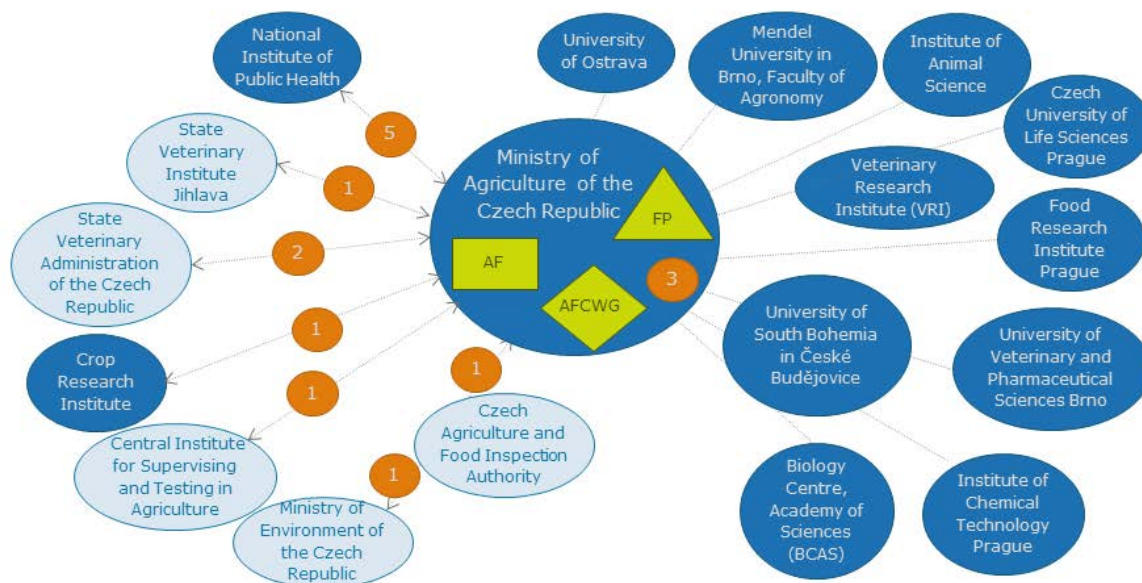 National
Institute of
Public Health
5
State
Veterinary
Institute
Jihlava
1
State
Veterinary
Administration
of the Czech
Republic
2
Crop
Research
Institute
1
Central Institute
for Supervising
and Testing in
Agriculture
1
Ministry of
Environment of
the Czech
Republic
1
Czech
Agriculture and
Food Inspection
Authority
1
Ministry of
Agriculture of the
Czech Republic
FP
AF
AFCWG
3
University
of Ostrava
Mendel
University in
Brno, Faculty of
Agronomy
Institute of
Animal
Science
Czech
University
of Life Sciences
Prague
Veterinary
Research
Institute (VRI)
Food
Research
Institute
Prague
University of
South Bohemia
in České
Budějovice
University of
Veterinary and
Pharmaceutical
Sciences Brno
Biology
Centre,
Academy of
Sciences
(BCAS)
Institute of
Chemical
Technology
Prague